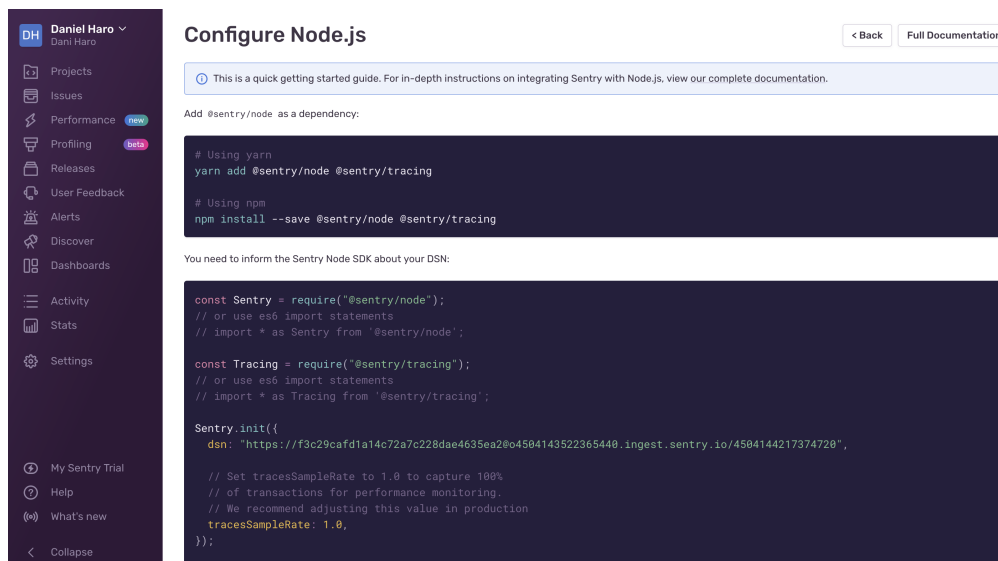 DH
Daniel Haro
Dani Haro
Projects
Issues
Performance new
Profiling beta
Releases
User Feedback
Alerts
Discover
Dashboards
Activity
Stats
Settings
My Sentry Trial
Help
What's new
Collapse
Configure Node.js
< Back
Full Documentation
This is a quick getting started guide. For in-depth instructions on integrating Sentry with Node.js, view our complete documentation.
Add @sentry/node as a dependency:
# Using yarn
yarn add @sentry/node @sentry/tracing
# Using npm
npm install --save @sentry/node @sentry/tracing
You need to inform the Sentry Node SDK about your DSN:
const Sentry = require("@sentry/node");
// or use es6 import statements
// import * as Sentry from '@sentry/node';
const Tracing = require("@sentry/tracing");
// or use es6 import statements
// import * as Tracing from '@sentry/tracing';
Sentry.init({
dsn: "https://f3c29cafd1a14c72a7c228dae4635ea2@o4504143522365440.ingest.sentry.io/4504144217374720",
// Set tracesSampleRate to 1.0 to capture 100%
// of transactions for performance monitoring.
// We recommend adjusting this value in production
tracesSampleRate: 1.0,
});